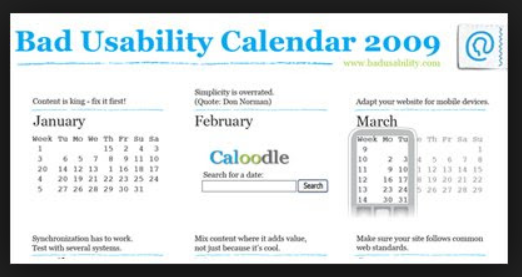 Bad Usability Calendar 2009
www.badusability.com
Content is king - fix it first!
January
Week Tu Mo We Th Fr Su Sa
1 15 2 4 3
3 6 5 7 8 9 11 10
20 14 12 13 1 16 18 17
4 20 19 21 22 23 25 24
5 27 26 28 29 30 31
Synchronization has to work.
Test with several systems.
Simplicity is overrated.
(Quote: Don Norman)
February
Caloodle
Search for a date:
Search
Mix content where it adds value,
not just because it's cool.
Adapt your website for mobile devices.
March
Week Mo Tu e Th Fr Sa Su
9 1
10 2 3 4 5 6 7 8
11 9 10 11 12 13 14 15
12 16 17 18 19 20 21 22
13 23 24 25 26 27 28 29
14 30 31
Make sure your site follows common
web standards.